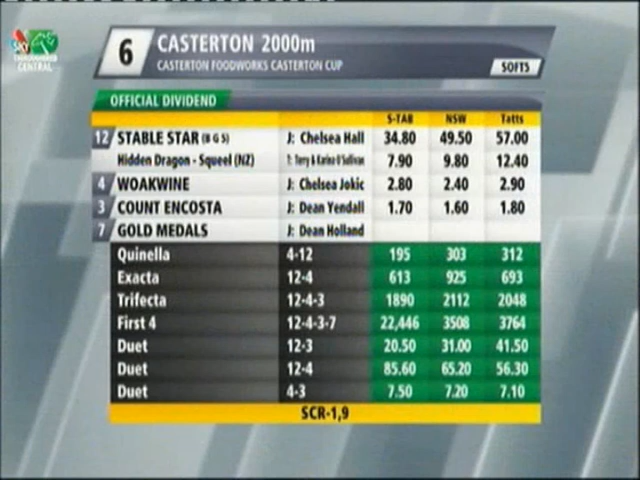 SKY
THOROUGHBRED
CENTRAL
6 CASTERTON 2000m
CASTERTON FOODWORKS CASTERTON CUP
SOFT5
OFFICIAL DIVIDEND
S-TAB NSW Tatts
12 STABLE STAR (B G 5) J: Chelsea Hall 34.80 49.50 57.00
Hidden Dragon - Squeel (NZ) T: Terry & Karina O'Sullivan 7.90 9.80 12.40
4 WOAKWINE J: Chelsea Jokic 2.80 2.40 2.90
3 COUNT ENCOSTA J: Dean Yendall 1.70 1.60 1.80
7 GOLD MEDALS J: Dean Holland
Quinella 4-12 195 303 312
Exacta 12-4 613 925 693
Trifecta 12-4-3 1890 2112 2048
First 4 12-4-3-7 22,446 3508 3764
Duet 12-3 20.50 31.00 41.50
Duet 12-4 85.60 65.20 56.30
Duet 4-3 7.50 7.20 7.10
SCR-1,9